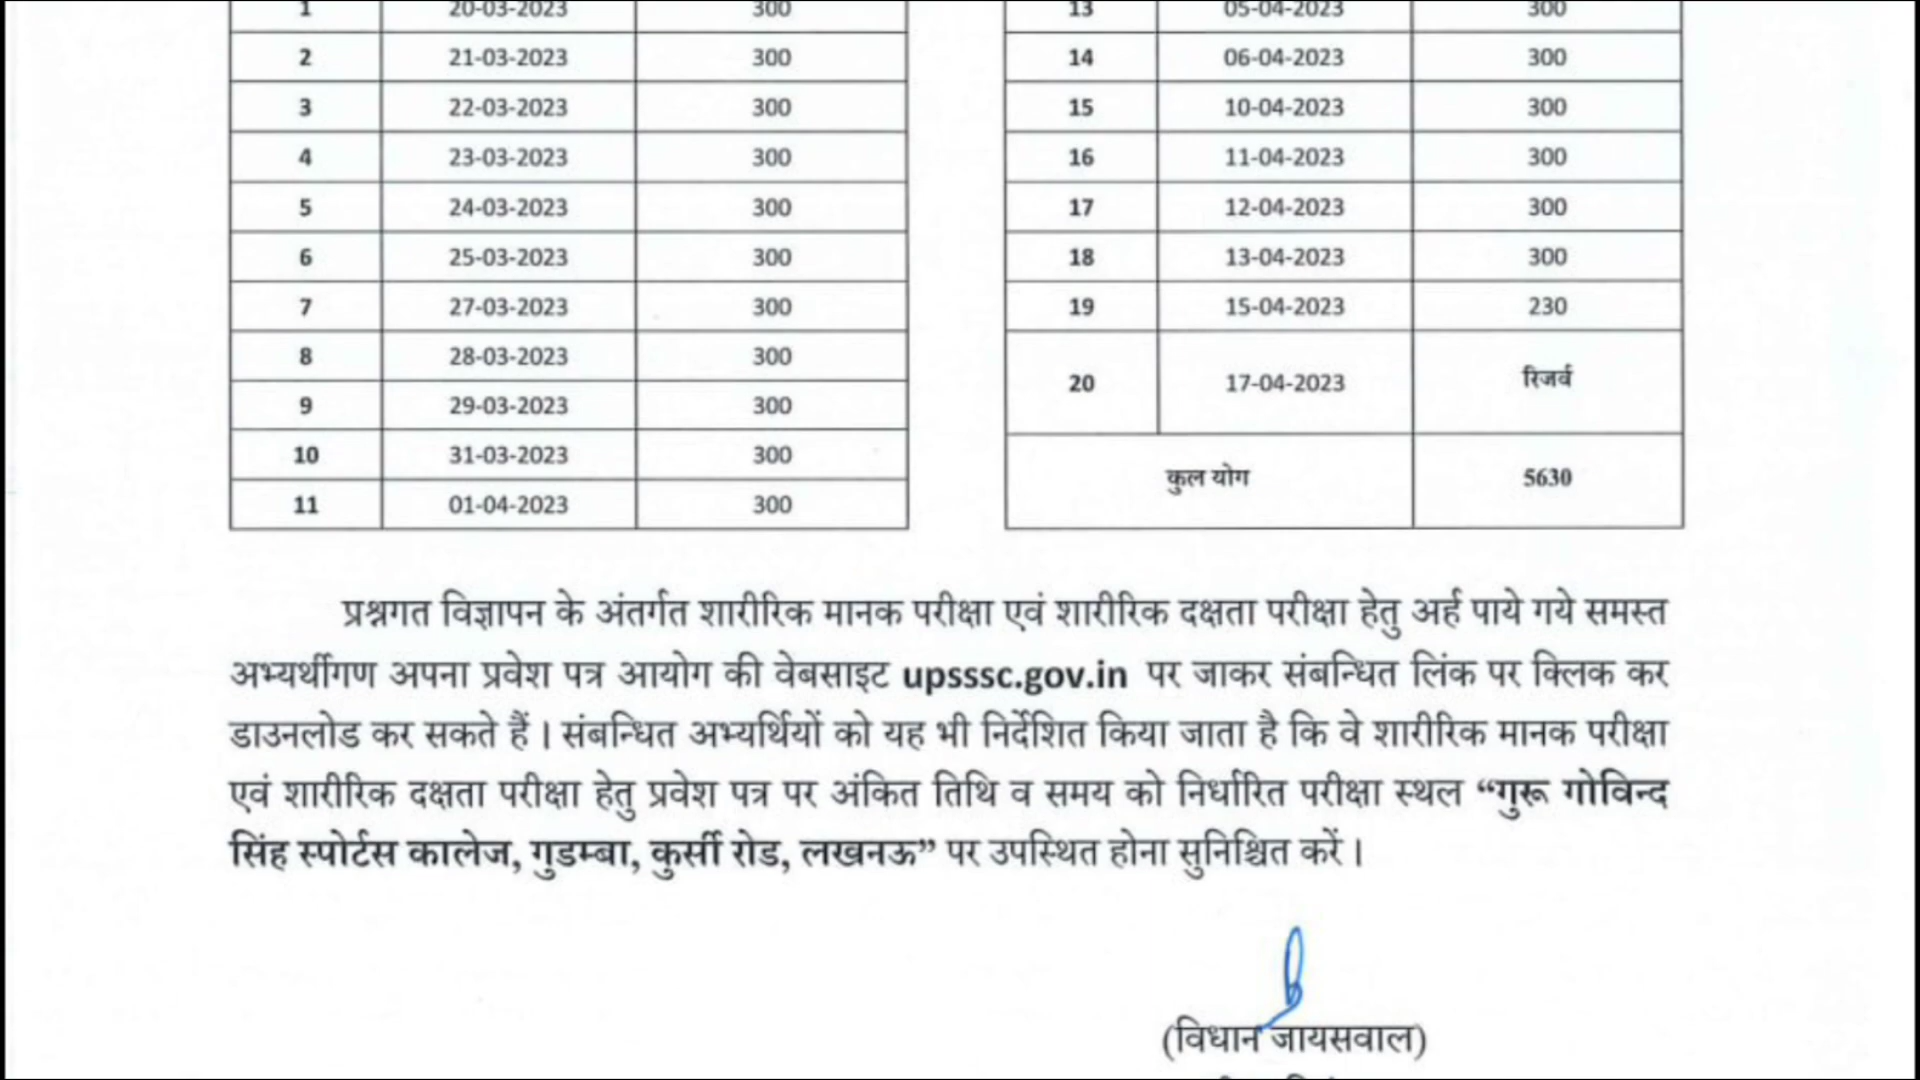 1 20-03-2023 300
2 21-03-2023 300
3 22-03-2023 300
4 23-03-2023 300
5 24-03-2023 300
6 25-03-2023 300
7 27-03-2023 300
8 28-03-2023 300
9 29-03-2023 300
10 31-03-2023 300
11 01-04-2023 300
13 05-04-2023 300
14 06-04-2023 300
15 10-04-2023 300
16 11-04-2023 300
17 12-04-2023 300
18 13-04-2023 300
19 15-04-2023 230
20 17-04-2023 रिजर्व
कुल योग 5630
प्रश्नगत विज्ञापन के अंतर्गत शारीरिक मानक परीक्षा एवं शारीरिक दक्षता परीक्षा हेतु अर्ह पाये गये समस्त
अभ्यर्थीगण अपना प्रवेश पत्र आयोग की वेबसाइट upsssc.gov.in पर जाकर संबन्धित लिंक पर क्लिक कर
डाउनलोड कर सकते हैं। संबन्धित अभ्यर्थियों को यह भी निर्देशित किया जाता है कि वे शारीरिक मानक परीक्षा
एवं शारीरिक दक्षता परीक्षा हेतु प्रवेश पत्र पर अंकित तिथि व समय को निर्धारित परीक्षा स्थल “गुरू गोविन्द
सिंह स्पोर्टस कालेज, गुडम्बा, कुर्सी रोड, लखनऊ” पर उपस्थित होना सुनिश्चित करें।
(विधान जायसवाल)